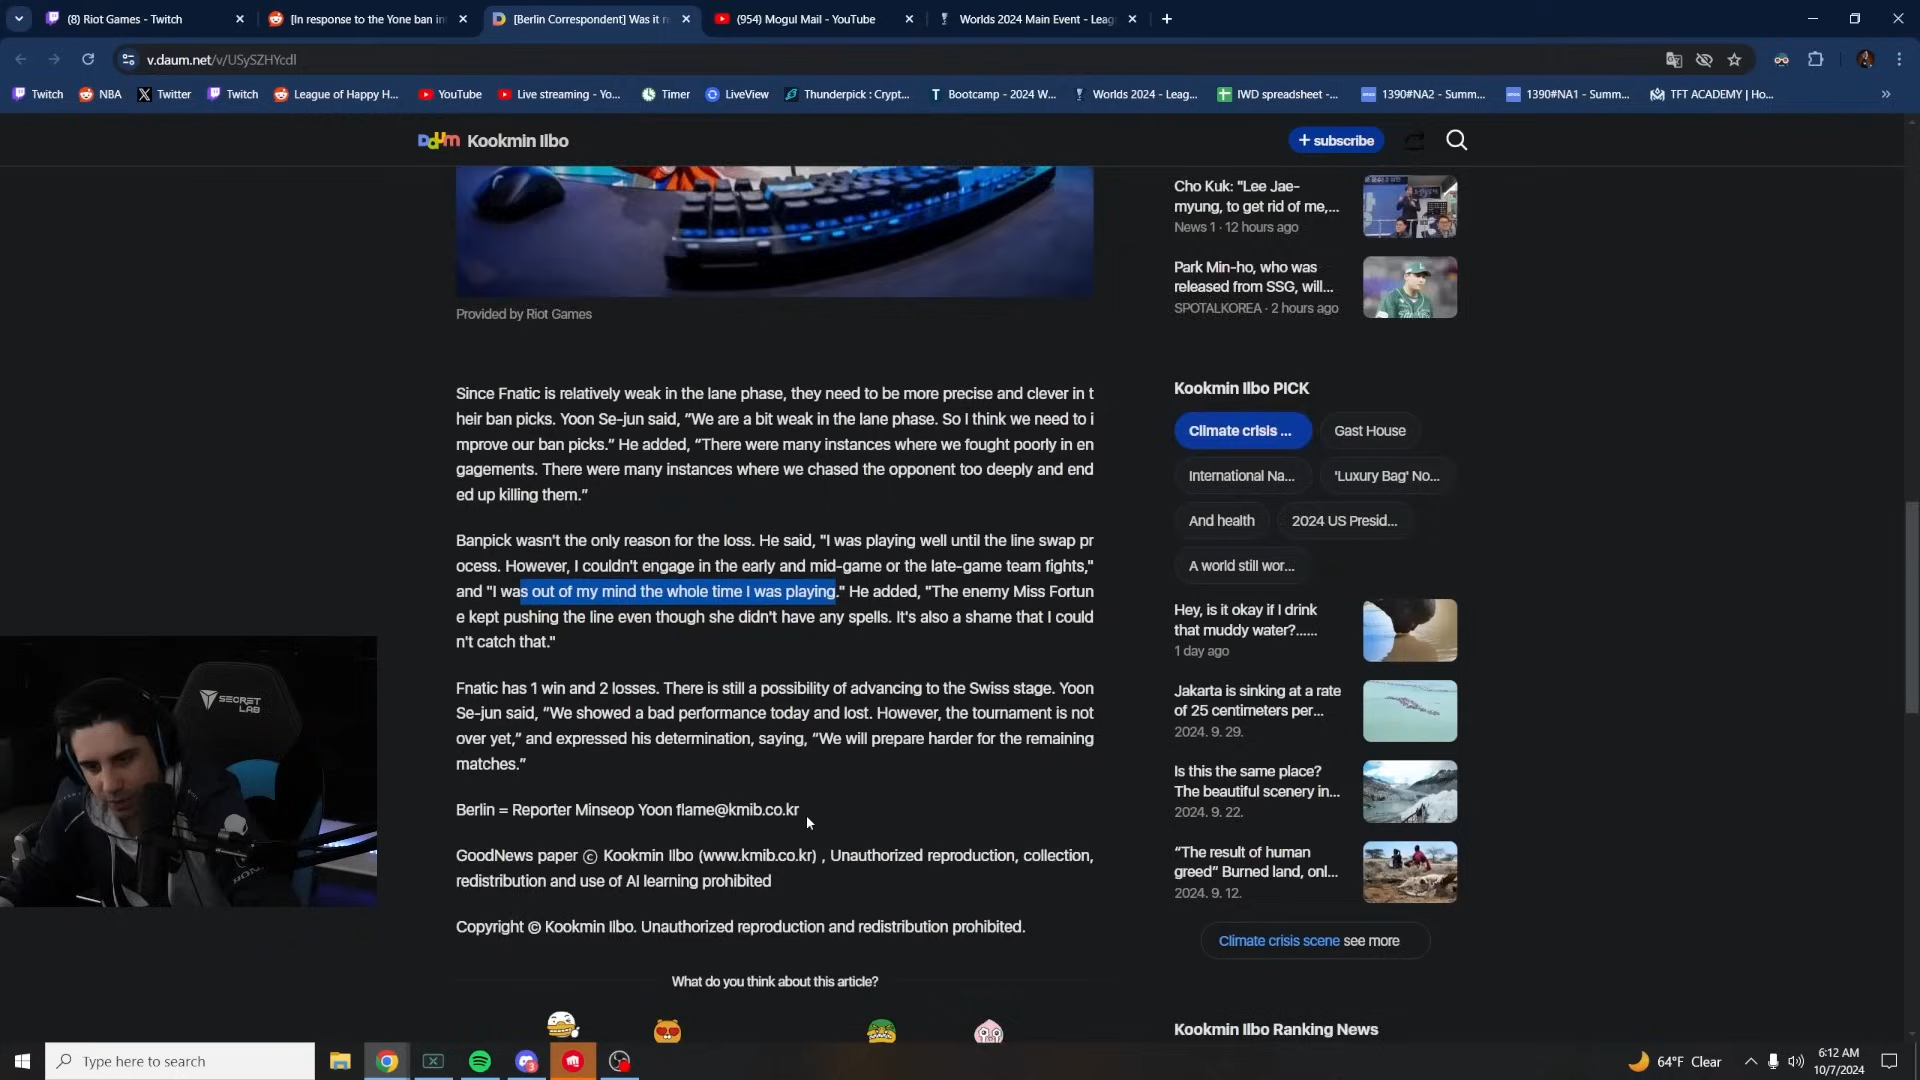 (8) Riot Games - Twitch
[In response to the Yone ban in
[Berlin Correspondent] Was it r
(954) Mogul Mail - YouTube
Worlds 2024 Main Event - Leag
v.daum.net/v/USySZHYcdI
Twitch
NBA
Twitter
Twitch
League of Happy H...
YouTube
Live streaming - Yo...
Timer
LiveView
Thunderpick : Crypt...
Bootcamp - 2024 W...
Worlds 2024 - Leag...
IWD spreadsheet -...
1390#NA2 - Summ...
1390#NA1 - Summ...
TFT ACADEMY | Ho...
Daum Kookmin Ilbo
+ subscribe
Provided by Riot Games
Since Fnatic is relatively weak in the lane phase, they need to be more precise and clever in t
heir ban picks. Yoon Se-jun said, “We are a bit weak in the lane phase. So I think we need to i
mprove our ban picks.” He added, “There were many instances where we fought poorly in en
gagements. There were many instances where we chased the opponent too deeply and end
ed up killing them.”
Banpick wasn't the only reason for the loss. He said, "I was playing well until the line swap pr
ocess. However, I couldn't engage in the early and mid-game or the late-game team fights,"
and "I was out of my mind the whole time I was playing." He added, "The enemy Miss Fortun
e kept pushing the line even though she didn't have any spells. It's also a shame that I could
n't catch that."
Fnatic has 1 win and 2 losses. There is still a possibility of advancing to the Swiss stage. Yoon
Se-jun said, “We showed a bad performance today and lost. However, the tournament is not
over yet,” and expressed his determination, saying, “We will prepare harder for the remaining
matches.”
Berlin = Reporter Minseop Yoon flame@kmib.co.kr
GoodNews paper ⓒ Kookmin Ilbo (www.kmib.co.kr) , Unauthorized reproduction, collection,
redistribution and use of AI learning prohibited
Copyright © Kookmin Ilbo. Unauthorized reproduction and redistribution prohibited.
What do you think about this article?
Cho Kuk: "Lee Jae-
myung, to get rid of me,...
News 1 · 12 hours ago
Park Min-ho, who was
released from SSG, will...
SPOTALKOREA · 2 hours ago
Kookmin Ilbo PICK
Climate crisis ...
Gast House
International Na...
'Luxury Bag' No...
And health
2024 US Presid...
A world still wor...
Hey, is it okay if I drink
that muddy water?......
1 day ago
Jakarta is sinking at a rate
of 25 centimeters per...
2024. 9. 29.
Is this the same place?
The beautiful scenery in...
2024. 9. 22.
“The result of human
greed” Burned land, onl...
2024. 9. 12.
Climate crisis scene see more
Kookmin Ilbo Ranking News
SECRET
LAB
Type here to search
3
64°F Clear
6:12 AM
10/7/2024